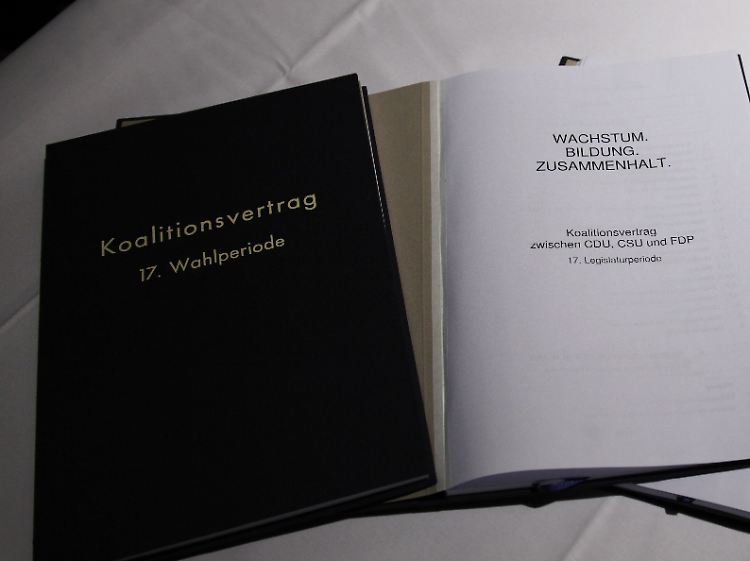 Koalitionsvertrag
17. Wahlperiode
WACHSTUM.
BILDUNG.
ZUSAMMENHALT.
Koalitionsvertrag
zwischen CDU, CSU und FDP
17. Legislaturperiode